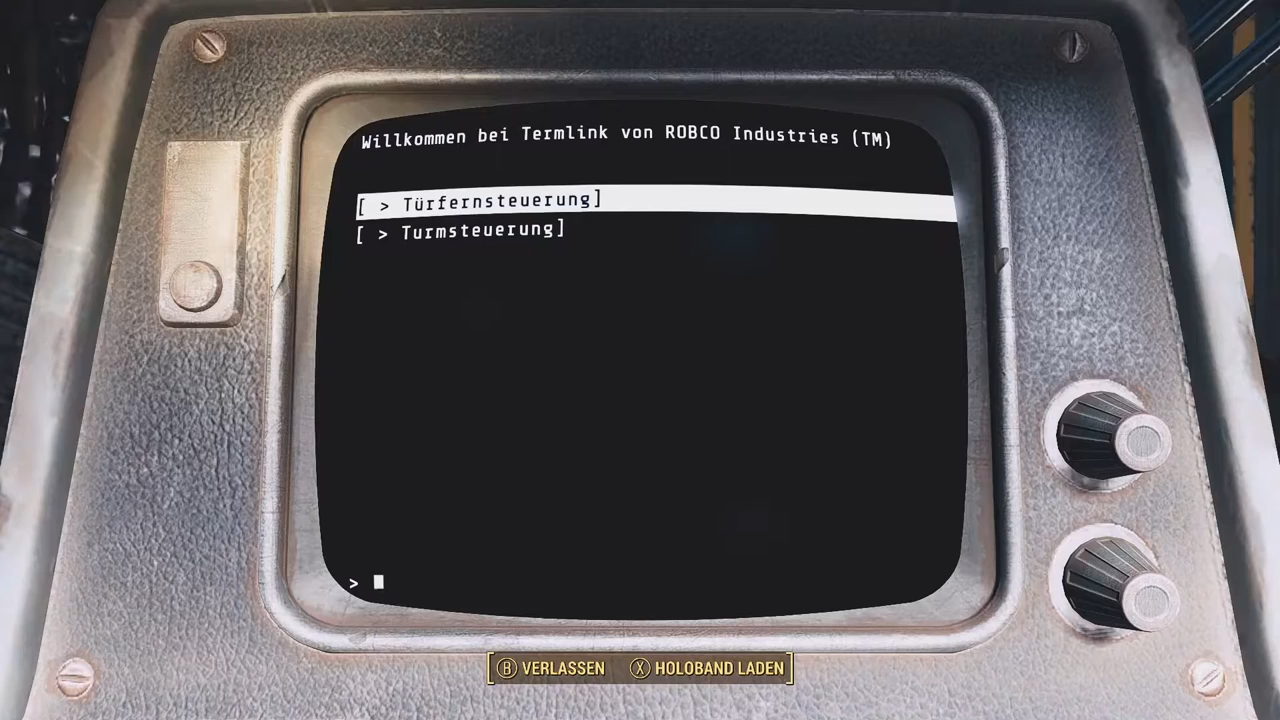 Willkommen bei Termlink von ROBCO Industries (TM)
[ > Türfernsteuerung]
[ > Turmsteuerung]
>
B VERLASSEN X HOLOBAND LADEN